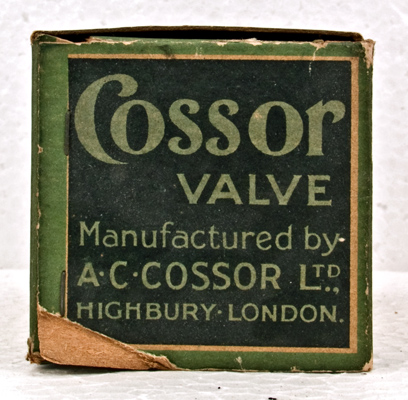 Cossor
VALVE
Manufactured by
A·C·COSSOR LTD.,
HIGHBURY·LONDON.